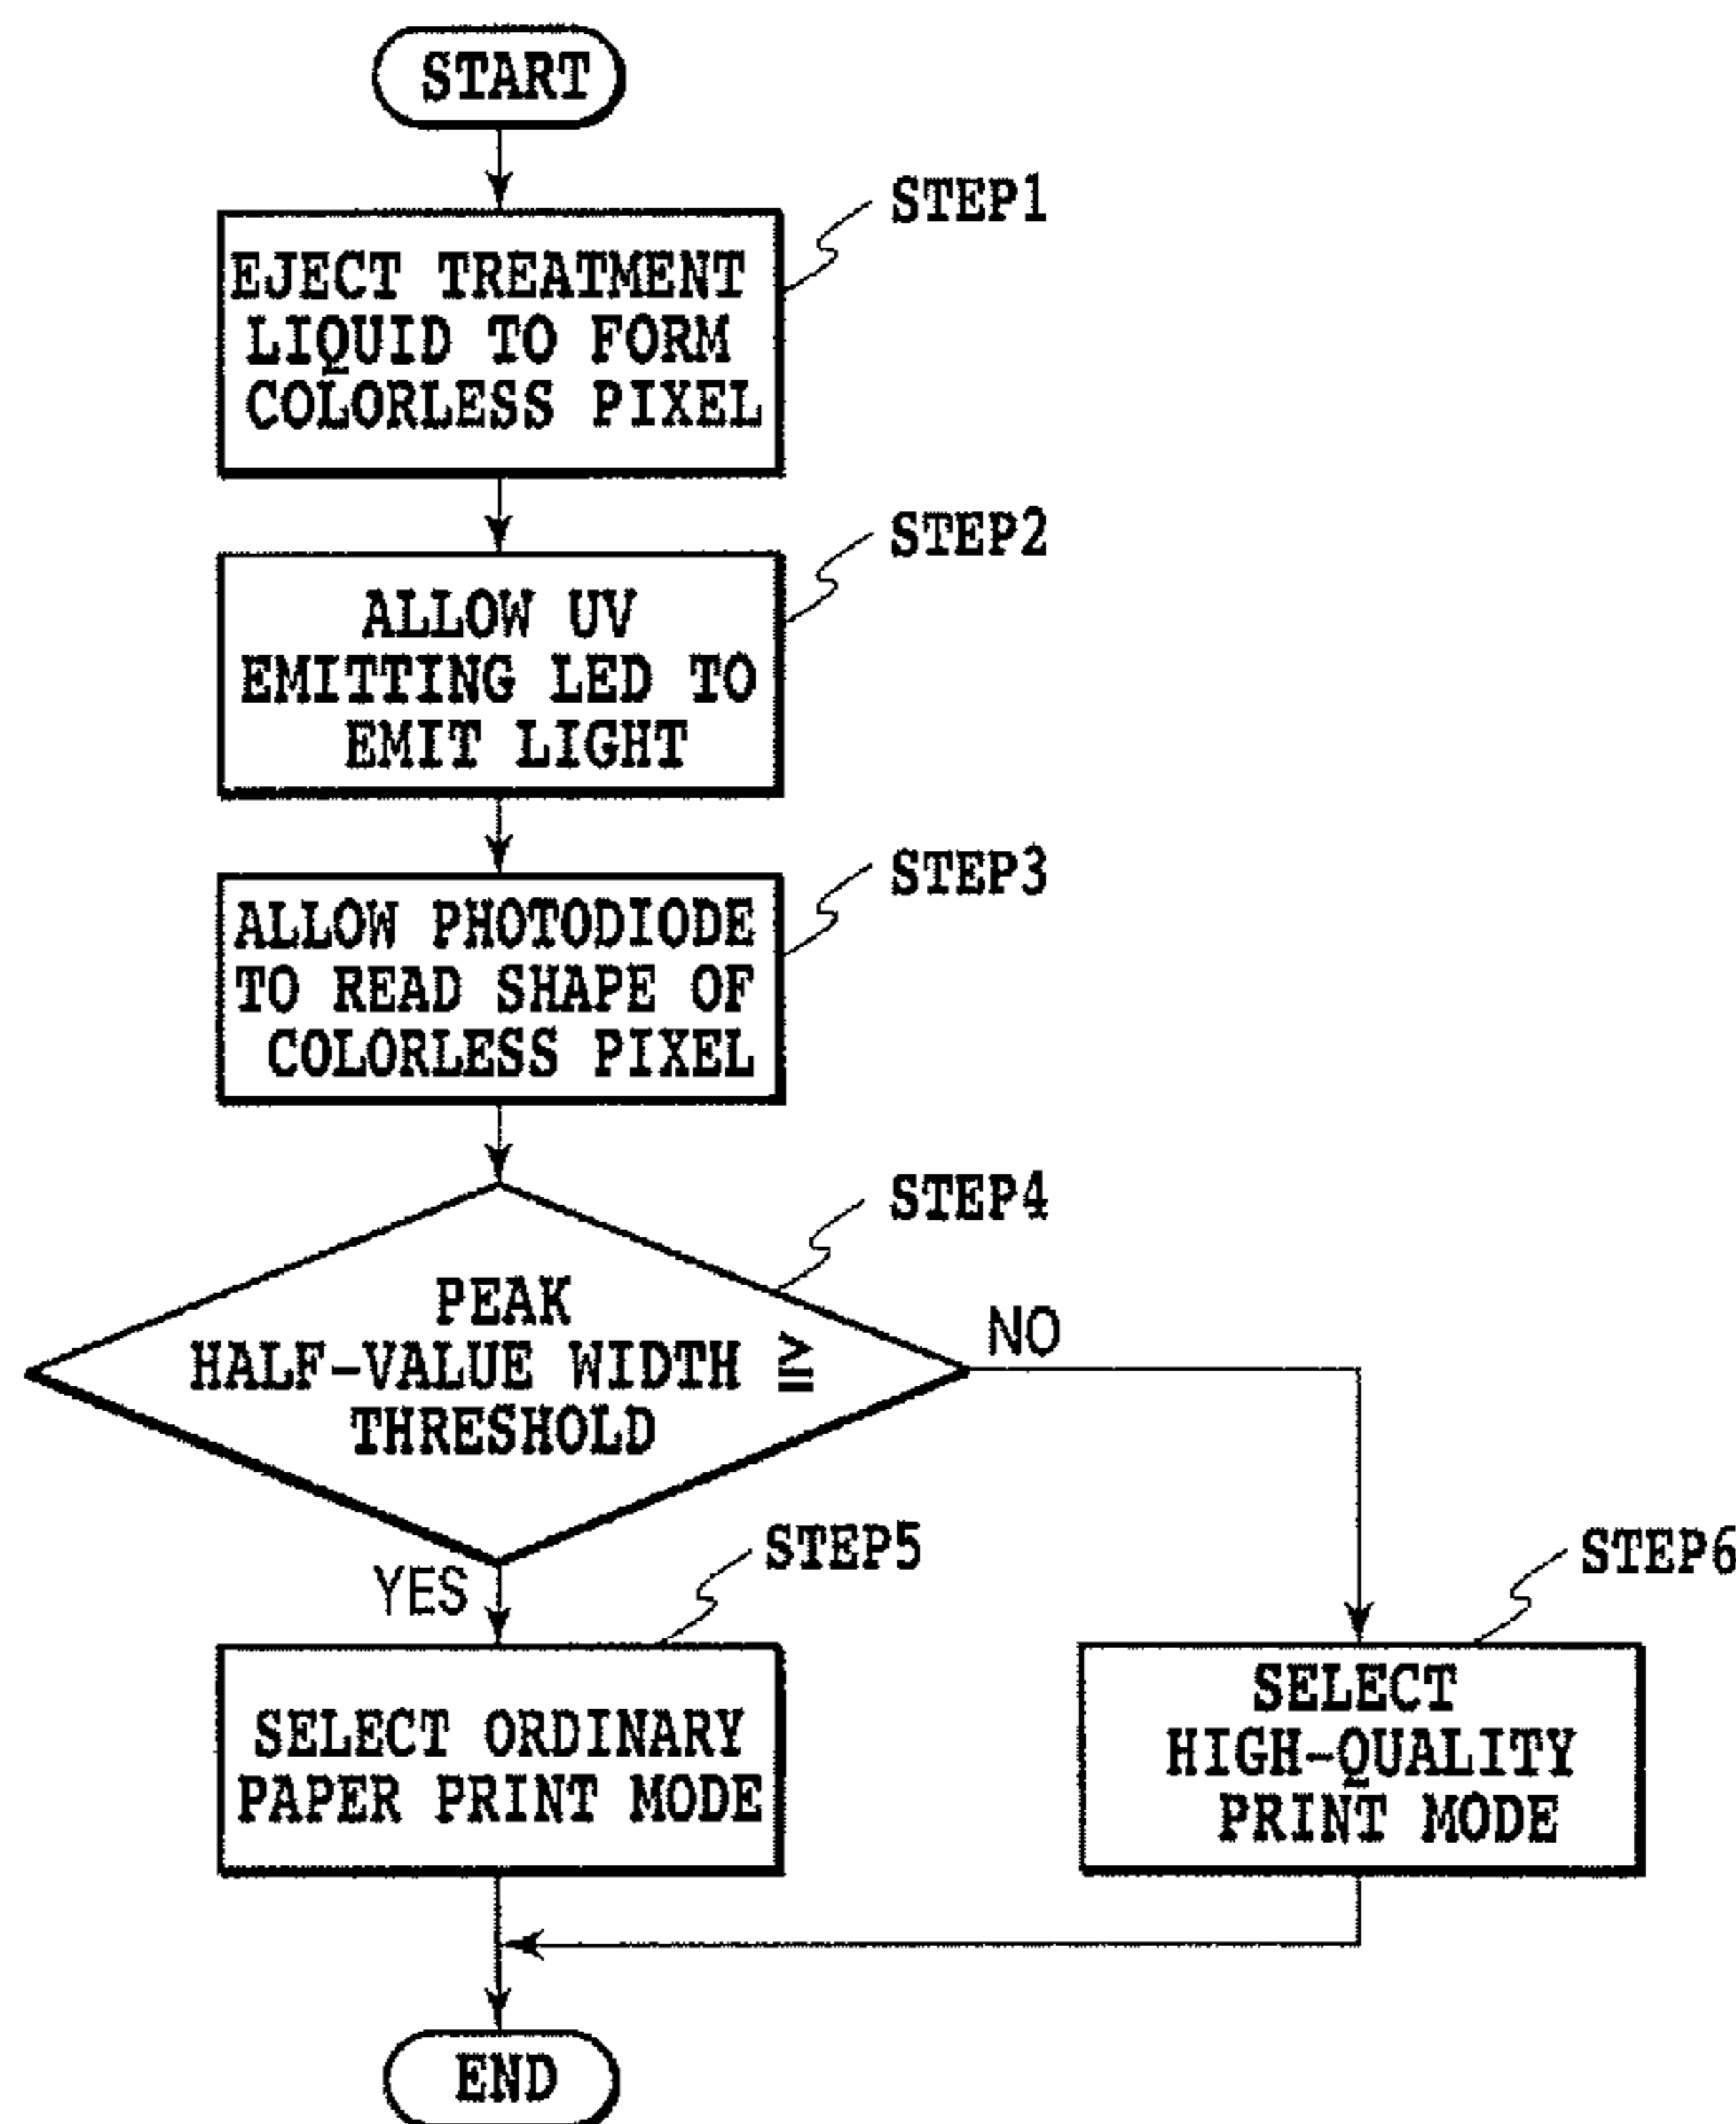 START
STEP1
EJECT TREATMENT
LIQUID TO FORM
COLORLESS PIXEL
STEP2
ALLOW UV
EMITTING LED TO
EMIT LIGHT
STEP3
ALLOW PHOTODIODE
TO READ SHAPE OF
COLORLESS PIXEL
STEP4
PEAK
HALF-VALUE WIDTH ≧
THRESHOLD
NO
YES
STEP5
SELECT ORDINARY
PAPER PRINT MODE
STEP6
SELECT
HIGH-QUALITY
PRINT MODE
END